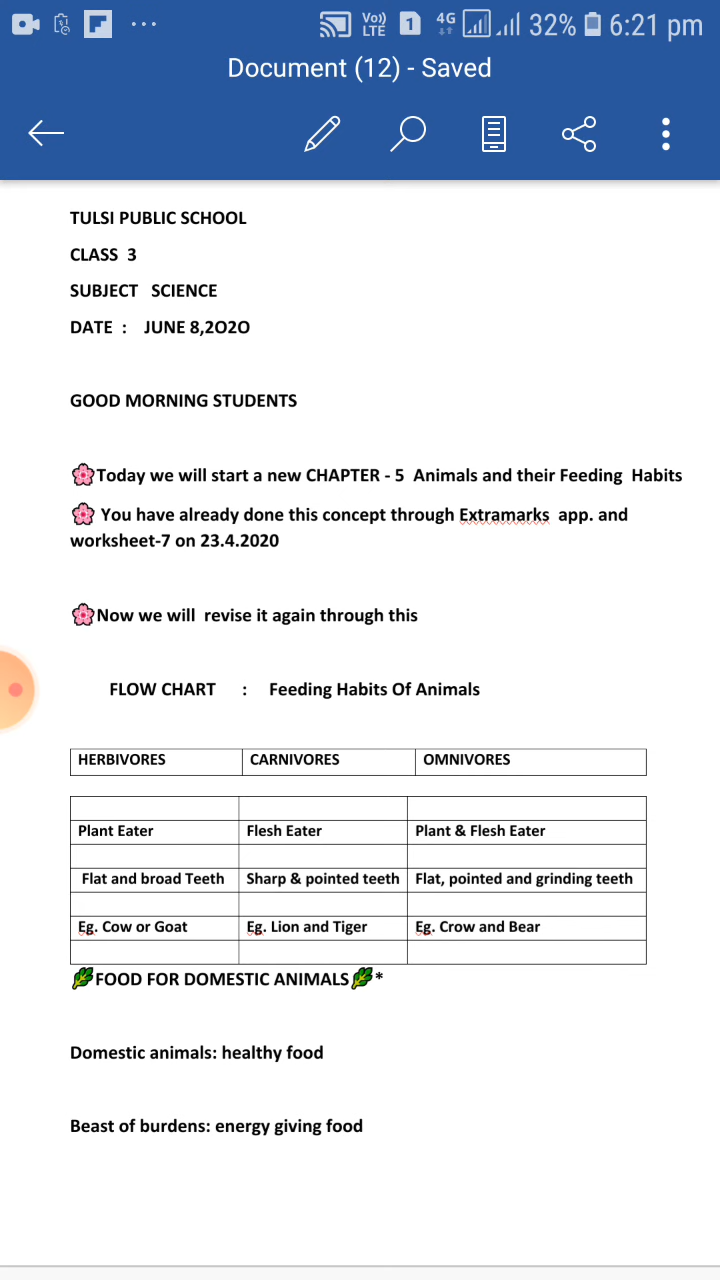 Vo)) LTE 1 4G 32% 6:21 pm
Document (12) - Saved
TULSI PUBLIC SCHOOL
CLASS 3
SUBJECT SCIENCE
DATE : JUNE 8,2O2O
GOOD MORNING STUDENTS
🌸Today we will start a new CHAPTER - 5 Animals and their Feeding Habits
🌸 You have already done this concept through Extramarks app. and
worksheet-7 on 23.4.2020
🌸Now we will revise it again through this
FLOW CHART : Feeding Habits Of Animals
HERBIVORES CARNIVORES OMNIVORES
Plant Eater Flesh Eater Plant & Flesh Eater
Flat and broad Teeth Sharp & pointed teeth Flat, pointed and grinding teeth
Eg. Cow or Goat Eg. Lion and Tiger Eg. Crow and Bear
🌿FOOD FOR DOMESTIC ANIMALS🌿*
Domestic animals: healthy food
Beast of burdens: energy giving food